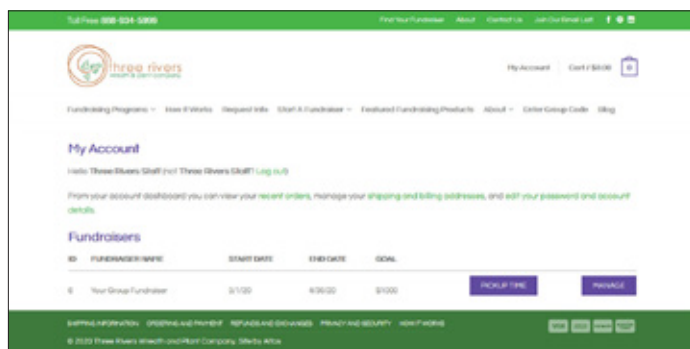 Toll Free 888-934-5999
Find Your Fundraiser About Contact Us Join Our Email List
three rivers
wreath & plant company
My Account Cart / $0.00 0
Fundraising Programs How It Works Request Info Start A Fundraiser Featured Fundraising Products About Enter Group Code Blog
My Account
Hello Three Rivers Staff (not Three Rivers Staff? Log out)
From your account dashboard you can view your recent orders, manage your shipping and billing addresses, and edit your password and account
details.
Fundraisers
ID FUNDRAISER NAME START DATE END DATE GOAL
6 Your Group Fundraiser 3/1/20 4/30/20 $1000 PICKUP TIME MANAGE
SHIPPING INFORMATION ORDERING AND PAYMENT REFUNDS AND EXCHANGES PRIVACY AND SECURITY HOW IT WORKS
© 2020 Three Rivers Wreath and Plant Company. Site by Artox